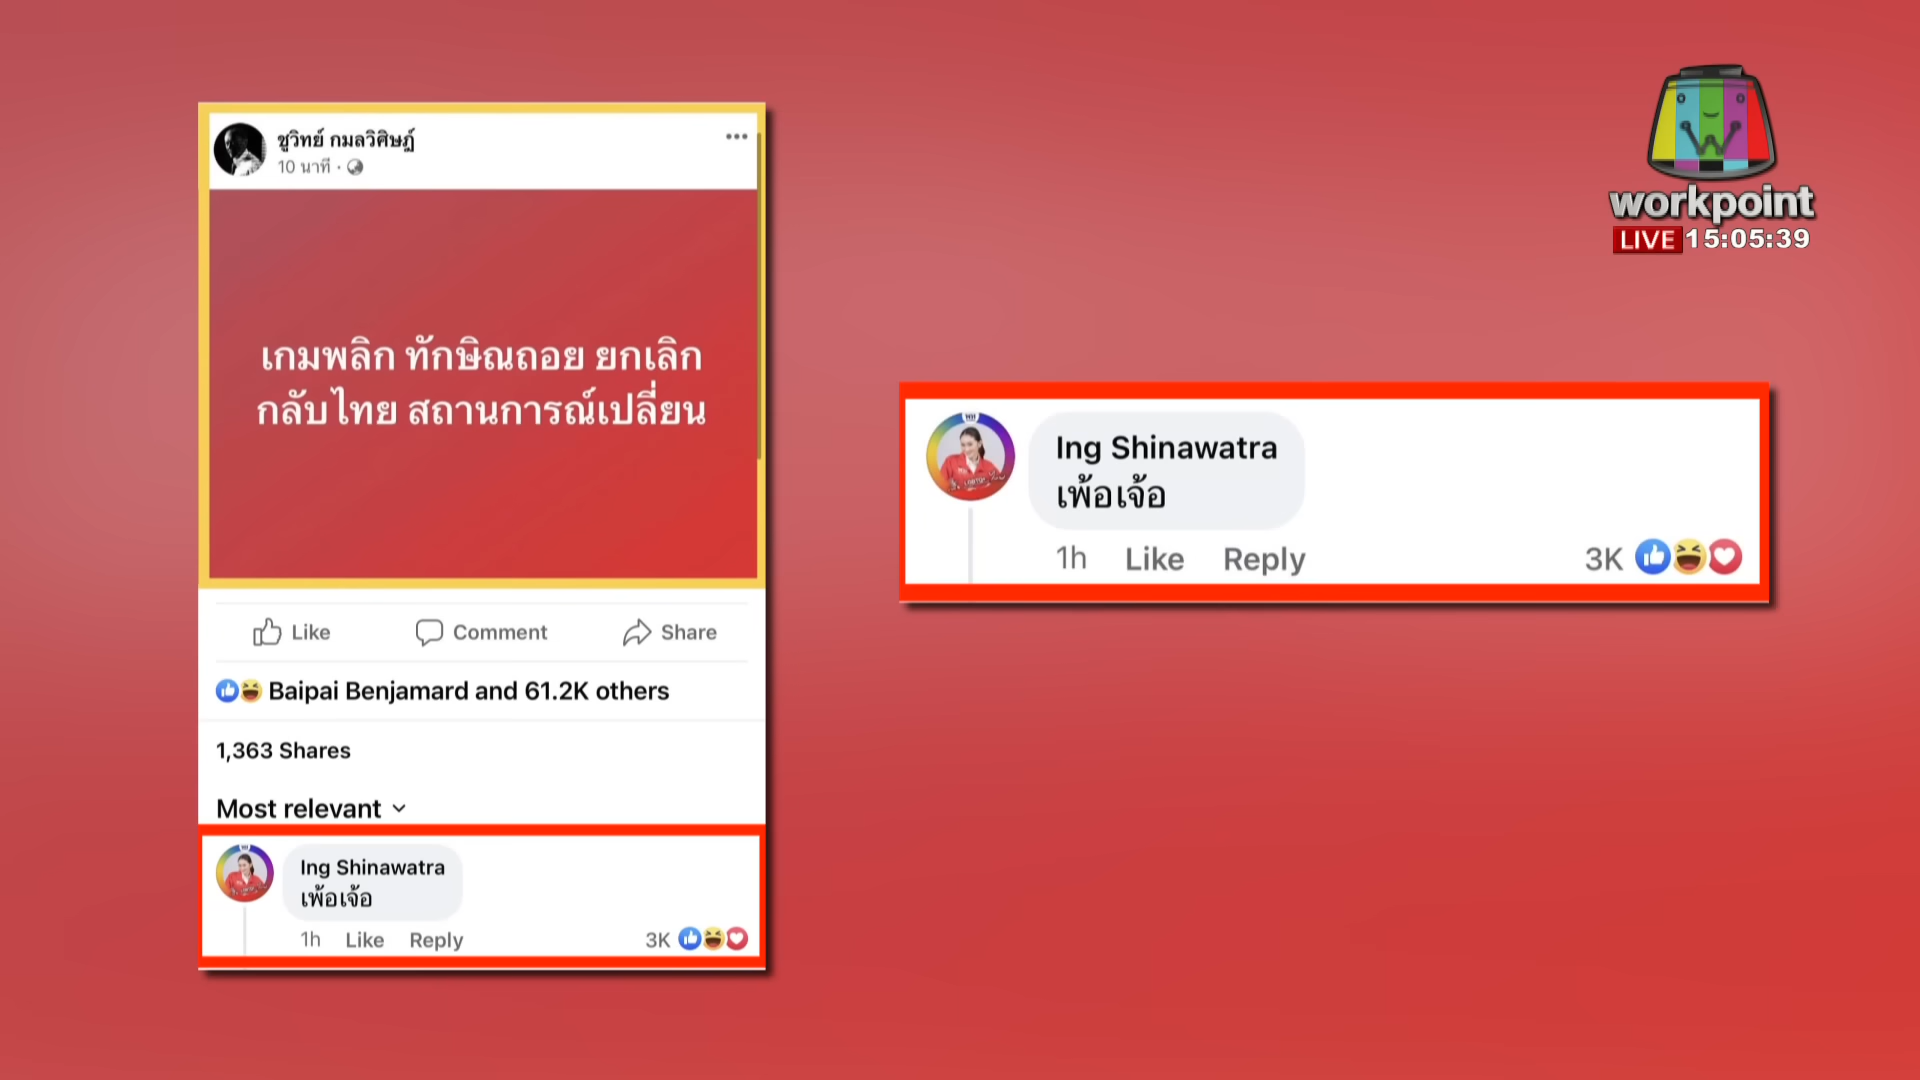 ชูวิทย์ กมลวิศิษฎ์
10 นาที ·
เกมพลิก ทักษิณถอย ยกเลิก
กลับไทย สถานการณ์เปลี่ยน
Like Comment Share
Baipai Benjamard and 61.2K others
1,363 Shares
Most relevant
Ing Shinawatra
เพ้อเจ้อ
1h Like Reply 3K
Ing Shinawatra
เพ้อเจ้อ
1h Like Reply 3K
workpoint
LIVE 15:05:39